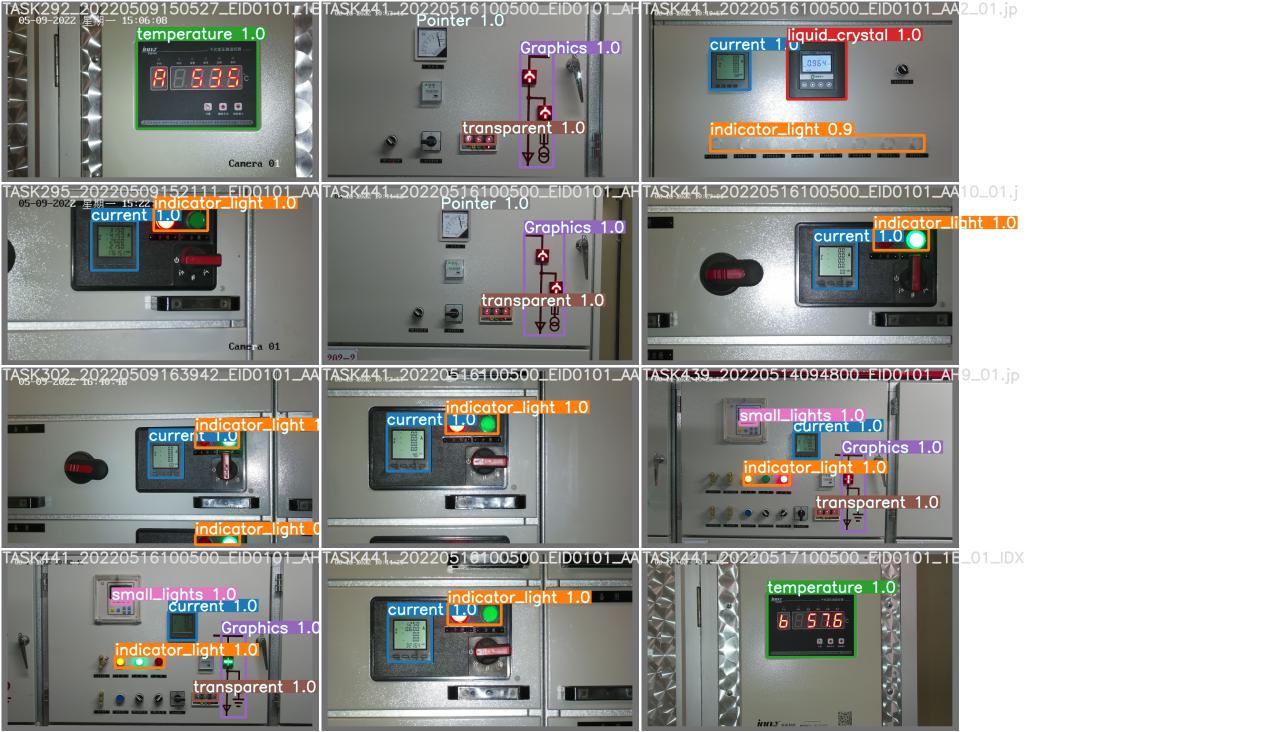 TASK292_20220509150527_EID0101_1E
05-09-2022 星期一 15:06:08
temperature 1.0
A 535
Camera 01
TASK441_20220516100500_EID0101_AH
Pointer 1.0
Graphics 1.0
transparent 1.0
TASK441_20220516100500_EID0101_AA2_01.jp
current 1.0
liquid_crystal 1.0
indicator_light 0.9
TASK295_20220509152111_EID0101_AA
05-09-2022 星期一 15:22
indicator_light 1.0
current 1.0
Camera 01
TASK441_20220516100500_EID0101_AH
Pointer 1.0
Graphics 1.0
transparent 1.0
TASK441_20220516100500_EID0101_AA10_01.j
indicator_light 1.0
current 1.0
TASK302_20220509163942_EID0101_AA
05-09-2022 16:40:46
indicator_light 1
current 1.0
indicator_light 0
TASK441_20220516100500_EID0101_AA
indicator_light 1.0
current 1.0
TASK439_20220514094800_EID0101_AH9_01.jp
small_lights 1.0
current 1.0
Graphics 1.0
indicator_light 1.0
transparent 1.0
TASK441_20220516100500_EID0101_AH
small_lights 1.0
current 1.0
Graphics 1.0
indicator_light 1.0
transparent 1.0
TASK441_20220516100500_EID0101_AA
indicator_light 1.0
current 1.0
TASK441_20220517100500_EID0101_1E_01_IDX
temperature 1.0
b 57.6